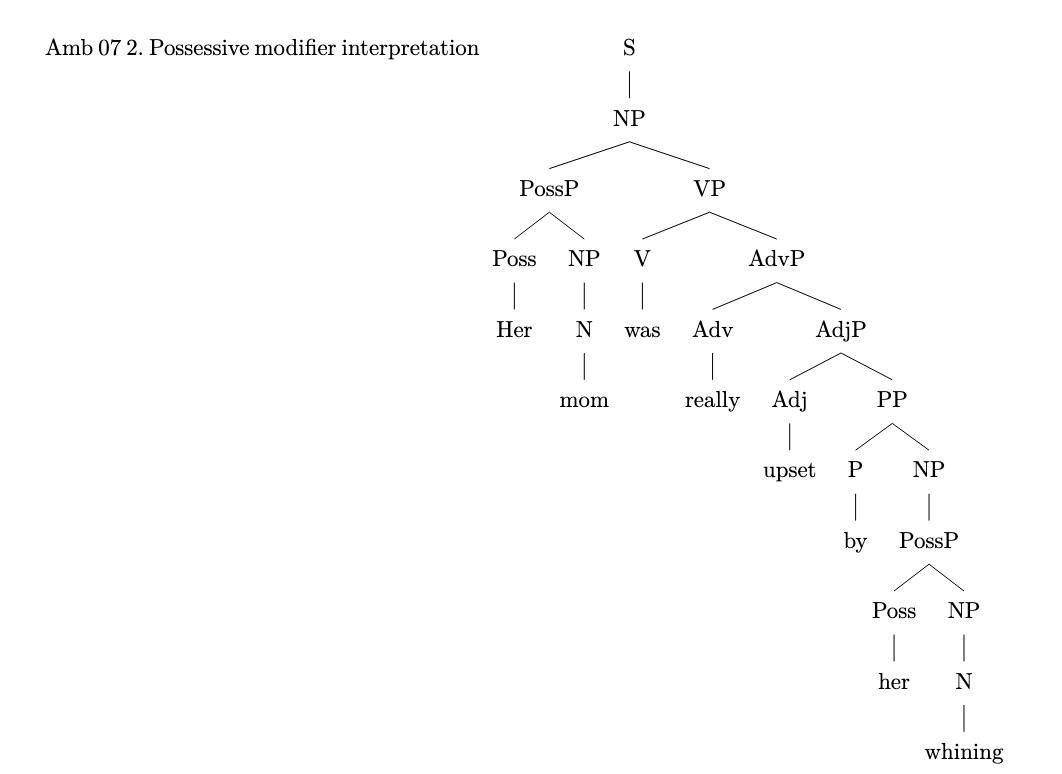 Amb 07 2. Possessive modifier interpretation S
NP
PossP VP
Poss NP V AdvP
Her N was Adv AdjP
mom really Adj PP
upset P NP
by PossP
Poss NP
her N
whining